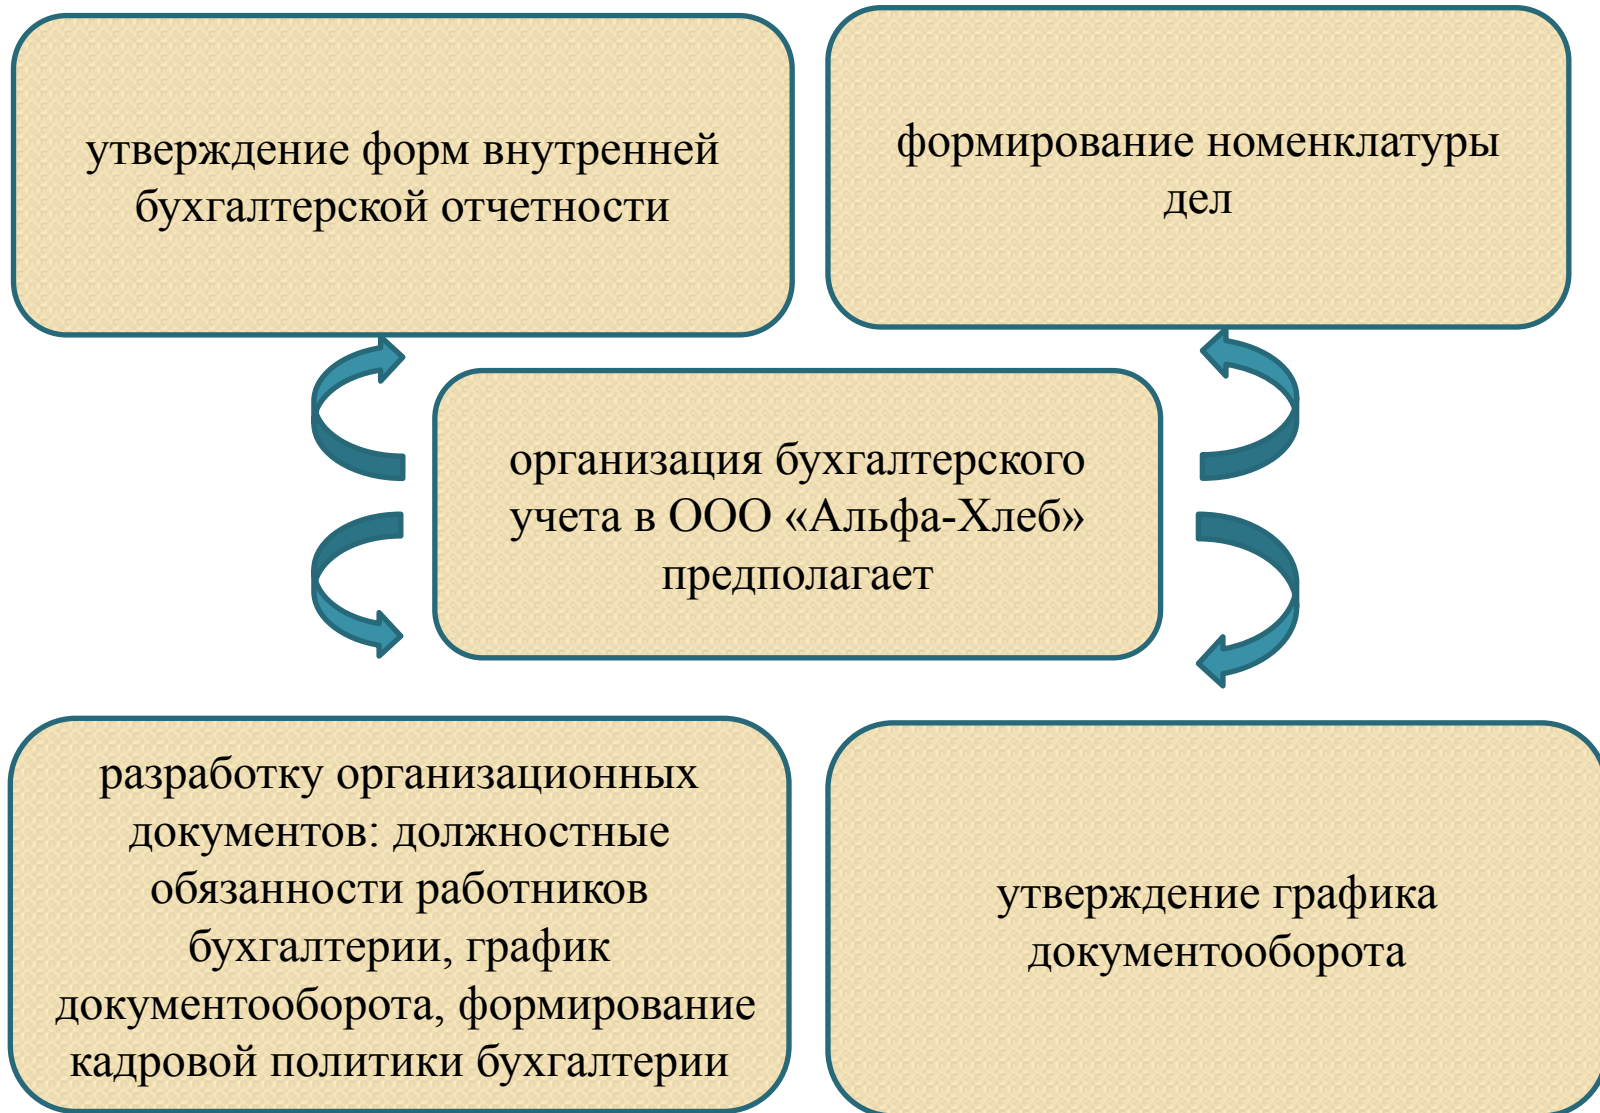 утверждение форм внутренней
бухгалтерской отчетности
формирование номенклатуры
дел
организация бухгалтерского
учета в ООО «Альфа-Хлеб»
предполагает
разработку организационных
документов: должностные
обязанности работников
бухгалтерии, график
документооборота, формирование
кадровой политики бухгалтерии
утверждение графика
документооборота